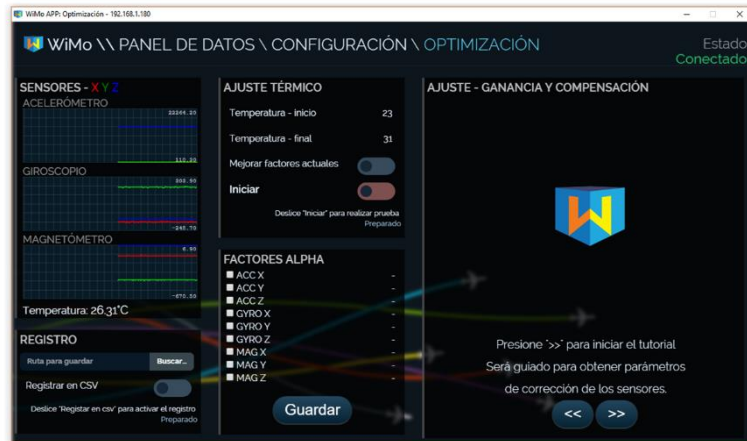 WiMo APP: Optimización - 192.168.1.180
WiMo \\ PANEL DE DATOS \ CONFIGURACIÓN \ OPTIMIZACIÓN
Estado
Conectado
SENSORES - X Y Z
ACELERÓMETRO
GIROSCOPIO
MAGNETÓMETRO
6.90
Temperatura: 26.31°C
REGISTRO
Ruta para guardar Buscar...
Registrar en CSV
Deslice "Registrar en csv" para activar el registro
Preparado
AJUSTE TÉRMICO
Temperatura - inicio 23
Temperatura - final 31
Mejorar factores actuales
Iniciar
Deslice "Iniciar" para realizar prueba
Preparado
FACTORES ALPHA
ACC X -
ACC Y -
ACC Z -
GYRO X -
GYRO Y -
GYRO Z -
MAG X -
MAG Y -
MAG Z -
Guardar
AJUSTE - GANANCIA Y COMPENSACIÓN
W
Presione ">>" para iniciar el tutorial
Será guiado para obtener parámetros
de corrección de los sensores.
<< >>